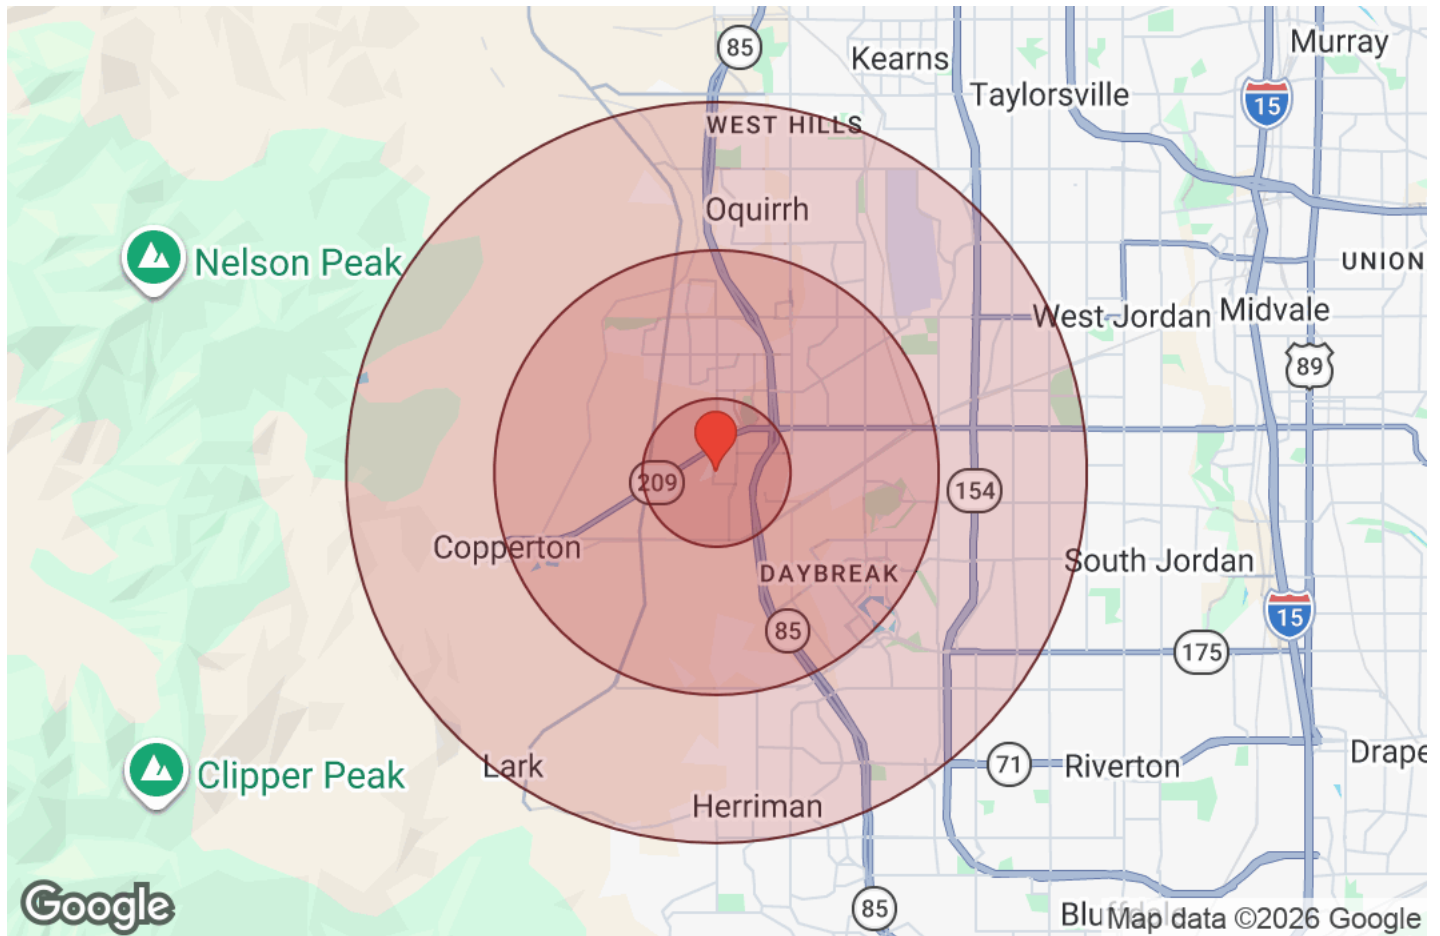 85
Kearns
Murray
Taylorsville
15
WEST HILLS
Oquirrh
Nelson Peak
UNION
West Jordan
Midvale
89
209
154
Copperton
DAYBREAK
South Jordan
85
15
175
Lark
Clipper Peak
71
Riverton
Drape
Herriman
Google
85
Map data ©2026 Google